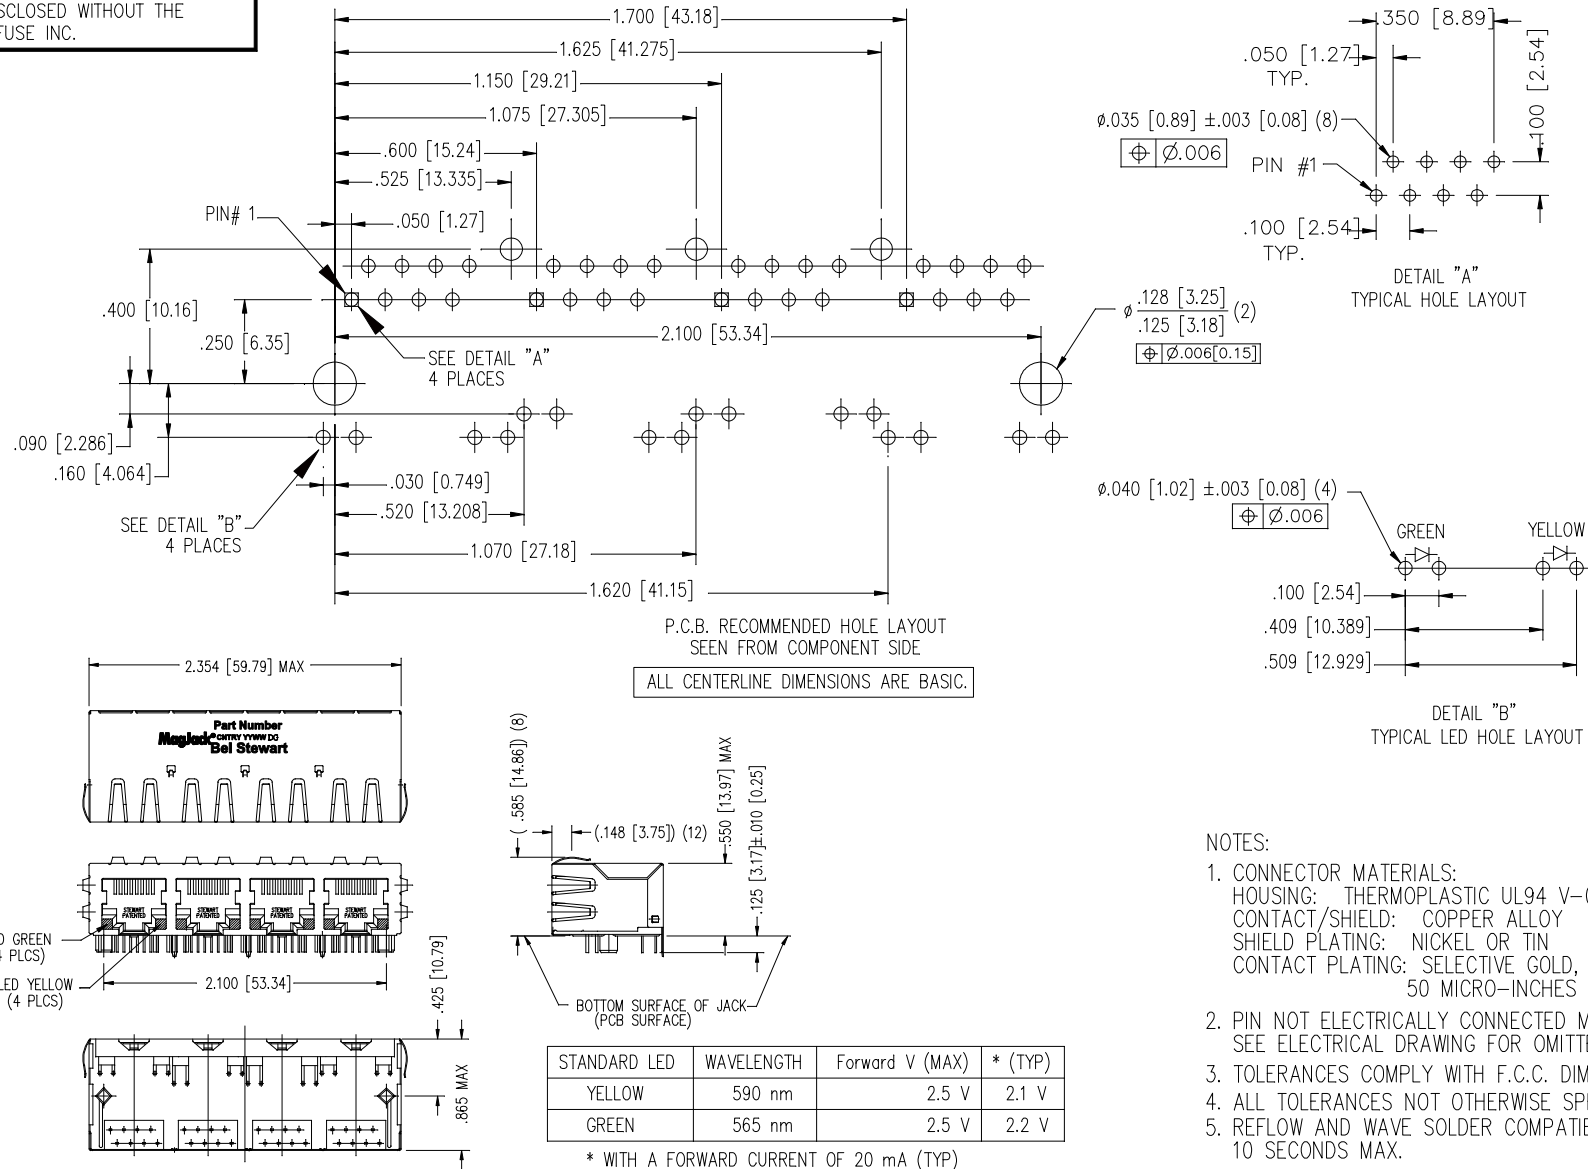 SCLOSED WITHOUT THE
FUSE INC.
1.700 [43.18]
1.625 [41.275]
1.150 [29.21]
1.075 [27.305]
.600 [15.24]
.525 [13.335]
PIN# 1
.050 [1.27]
.400 [10.16]
.250 [6.35]
2.100 [53.34]
SEE DETAIL "A"
4 PLACES
ø .128 [3.25]
.125 [3.18] (2)
⌖ Ø.006[0.15]
.090 [2.286]
.160 [4.064]
.030 [0.749]
.520 [13.208]
SEE DETAIL "B"
4 PLACES
1.070 [27.18]
1.620 [41.15]
P.C.B. RECOMMENDED HOLE LAYOUT
SEEN FROM COMPONENT SIDE
ALL CENTERLINE DIMENSIONS ARE BASIC.
.350 [8.89]
.050 [1.27]
TYP.
.100 [2.54]
ø.035 [0.89] ±.003 [0.08] (8)
⌖ Ø.006
PIN #1
.100 [2.54]
TYP.
DETAIL "A"
TYPICAL HOLE LAYOUT
ø.040 [1.02] ±.003 [0.08] (4)
⌖ Ø.006
GREEN YELLOW
.100 [2.54]
.409 [10.389]
.509 [12.929]
DETAIL "B"
TYPICAL LED HOLE LAYOUT
2.354 [59.79] MAX
Part Number
MagJack® CNTRY YYWW DG
Bel Stewart
STEWART PATENTED
STEWART PATENTED
STEWART PATENTED
STEWART PATENTED
D GREEN
4 PLCS)
LED YELLOW
(4 PLCS)
2.100 [53.34]
.425 [10.79]
.865 MAX
( .585 [14.86]) (8)
(.148 [3.75]) (12)
.550 [13.97] MAX
.125 [3.17]±.010 [0.25]
BOTTOM SURFACE OF JACK
(PCB SURFACE)
STANDARD LED WAVELENGTH Forward V (MAX) * (TYP)
YELLOW 590 nm 2.5 V 2.1 V
GREEN 565 nm 2.5 V 2.2 V
* WITH A FORWARD CURRENT OF 20 mA (TYP)
NOTES:
1. CONNECTOR MATERIALS:
HOUSING: THERMOPLASTIC UL94 V-0
CONTACT/SHIELD: COPPER ALLOY
SHIELD PLATING: NICKEL OR TIN
CONTACT PLATING: SELECTIVE GOLD,
50 MICRO-INCHES
2. PIN NOT ELECTRICALLY CONNECTED M
SEE ELECTRICAL DRAWING FOR OMITTE
3. TOLERANCES COMPLY WITH F.C.C. DIM
4. ALL TOLERANCES NOT OTHERWISE SP
5. REFLOW AND WAVE SOLDER COMPATI
10 SECONDS MAX.